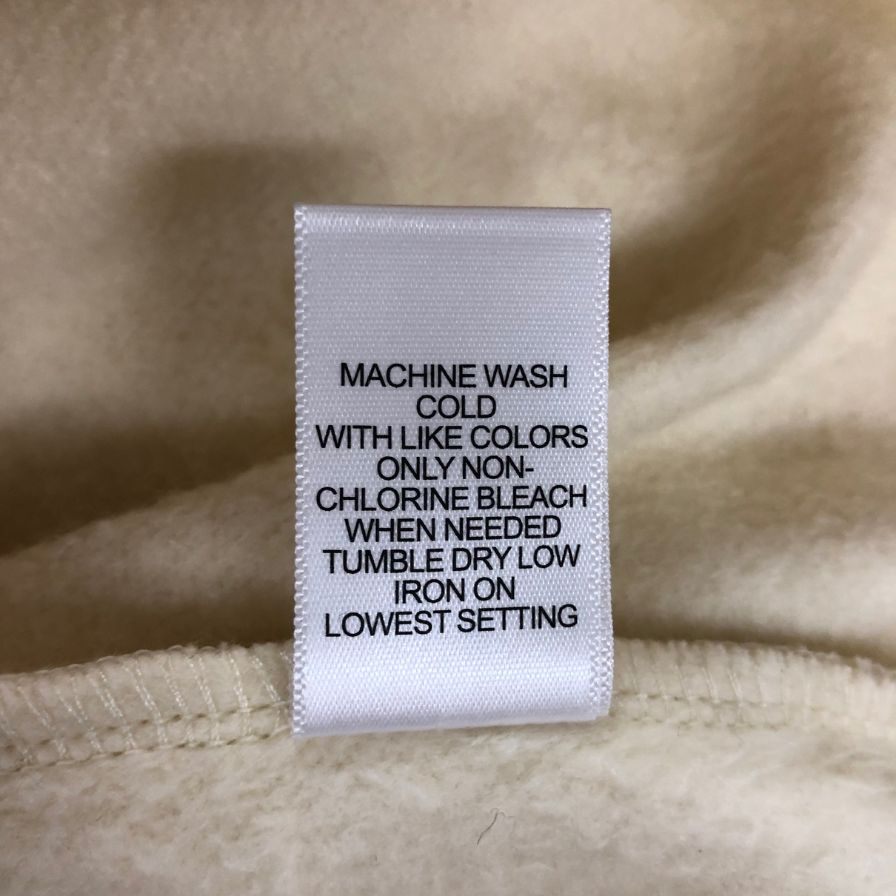 MACHINE WASH
COLD
WITH LIKE COLORS
ONLY NON-
CHLORINE BLEACH
WHEN NEEDED
TUMBLE DRY LOW
IRON ON
LOWEST SETTING